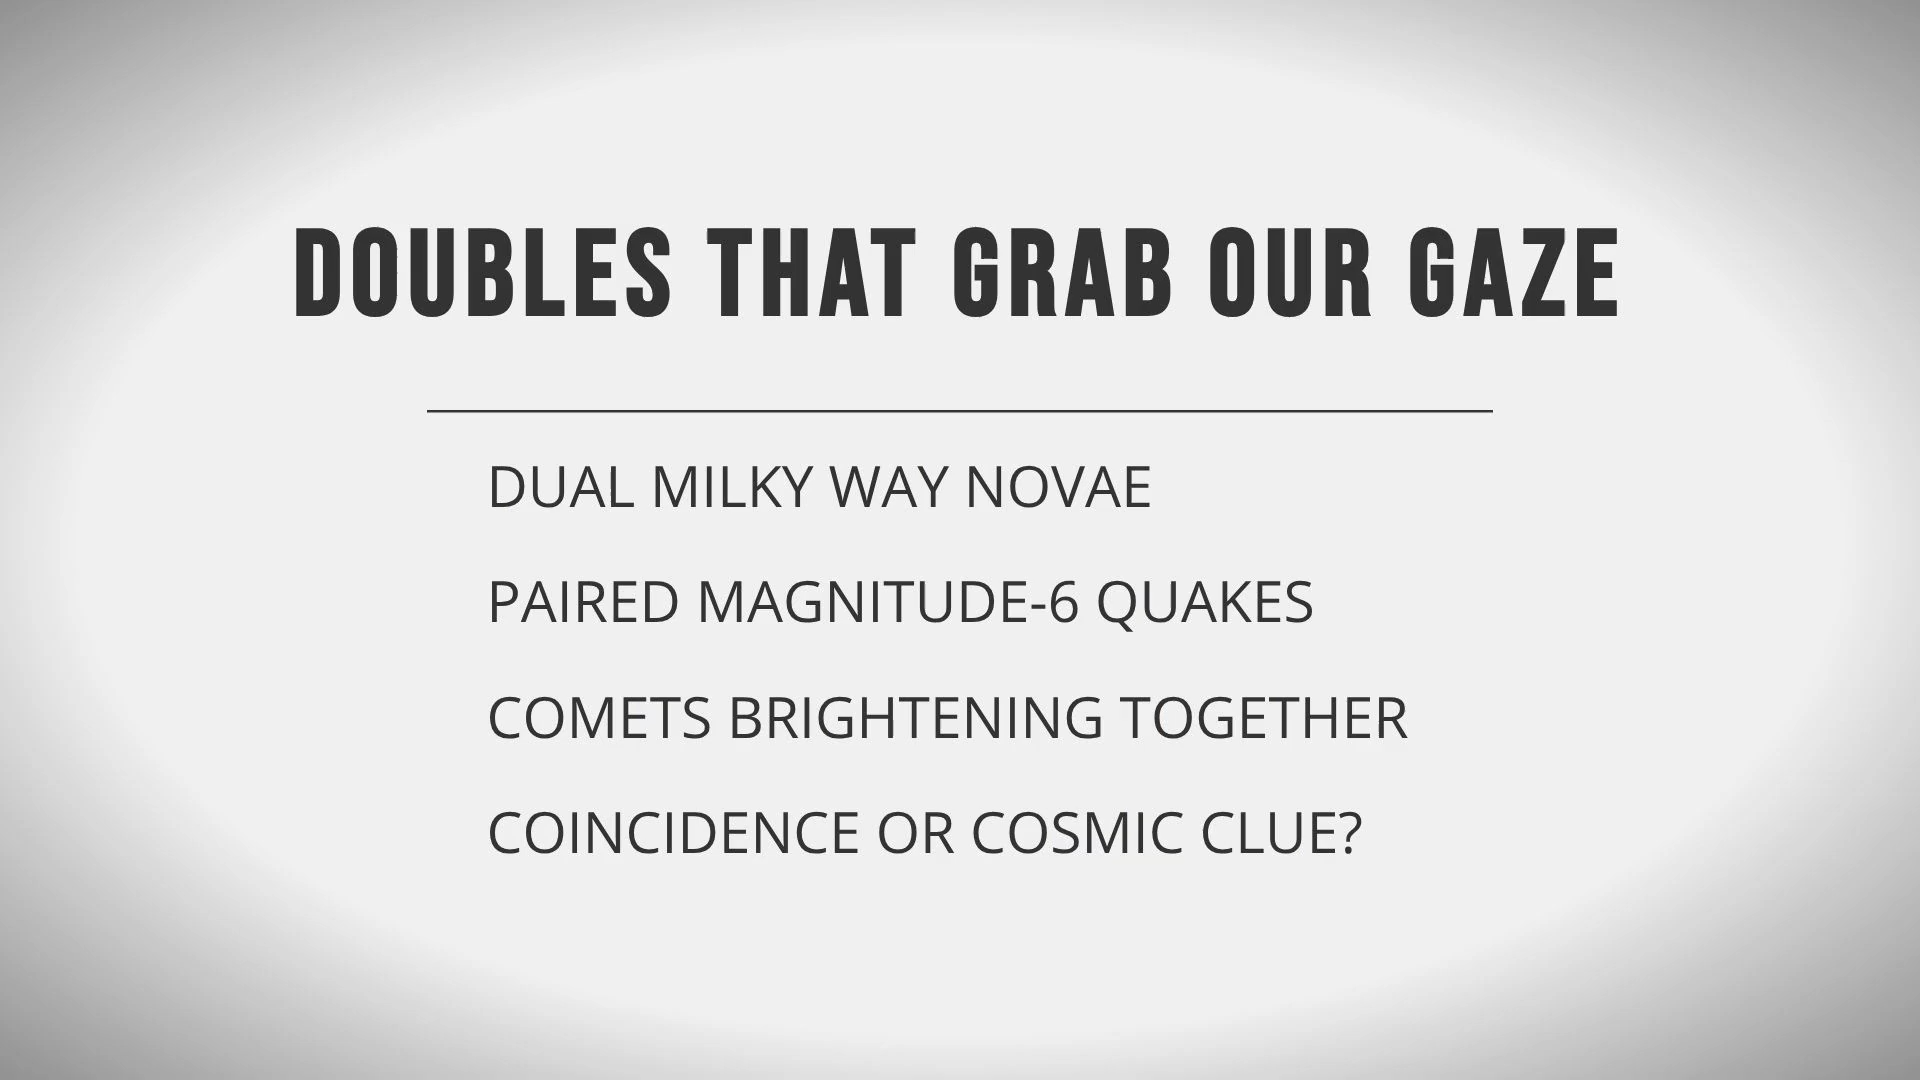 DOUBLES THAT GRAB OUR GAZE
DUAL MILKY WAY NOVAE
PAIRED MAGNITUDE-6 QUAKES
COMETS BRIGHTENING TOGETHER
COINCIDENCE OR COSMIC CLUE?